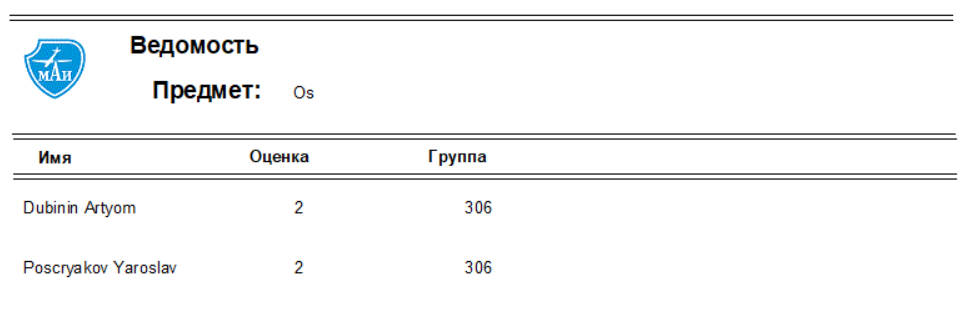 Ведомость
МАИ
Предмет: Os
Имя Оценка Группа
Dubinin Artyom 2 306
Poscryakov Yaroslav 2 306